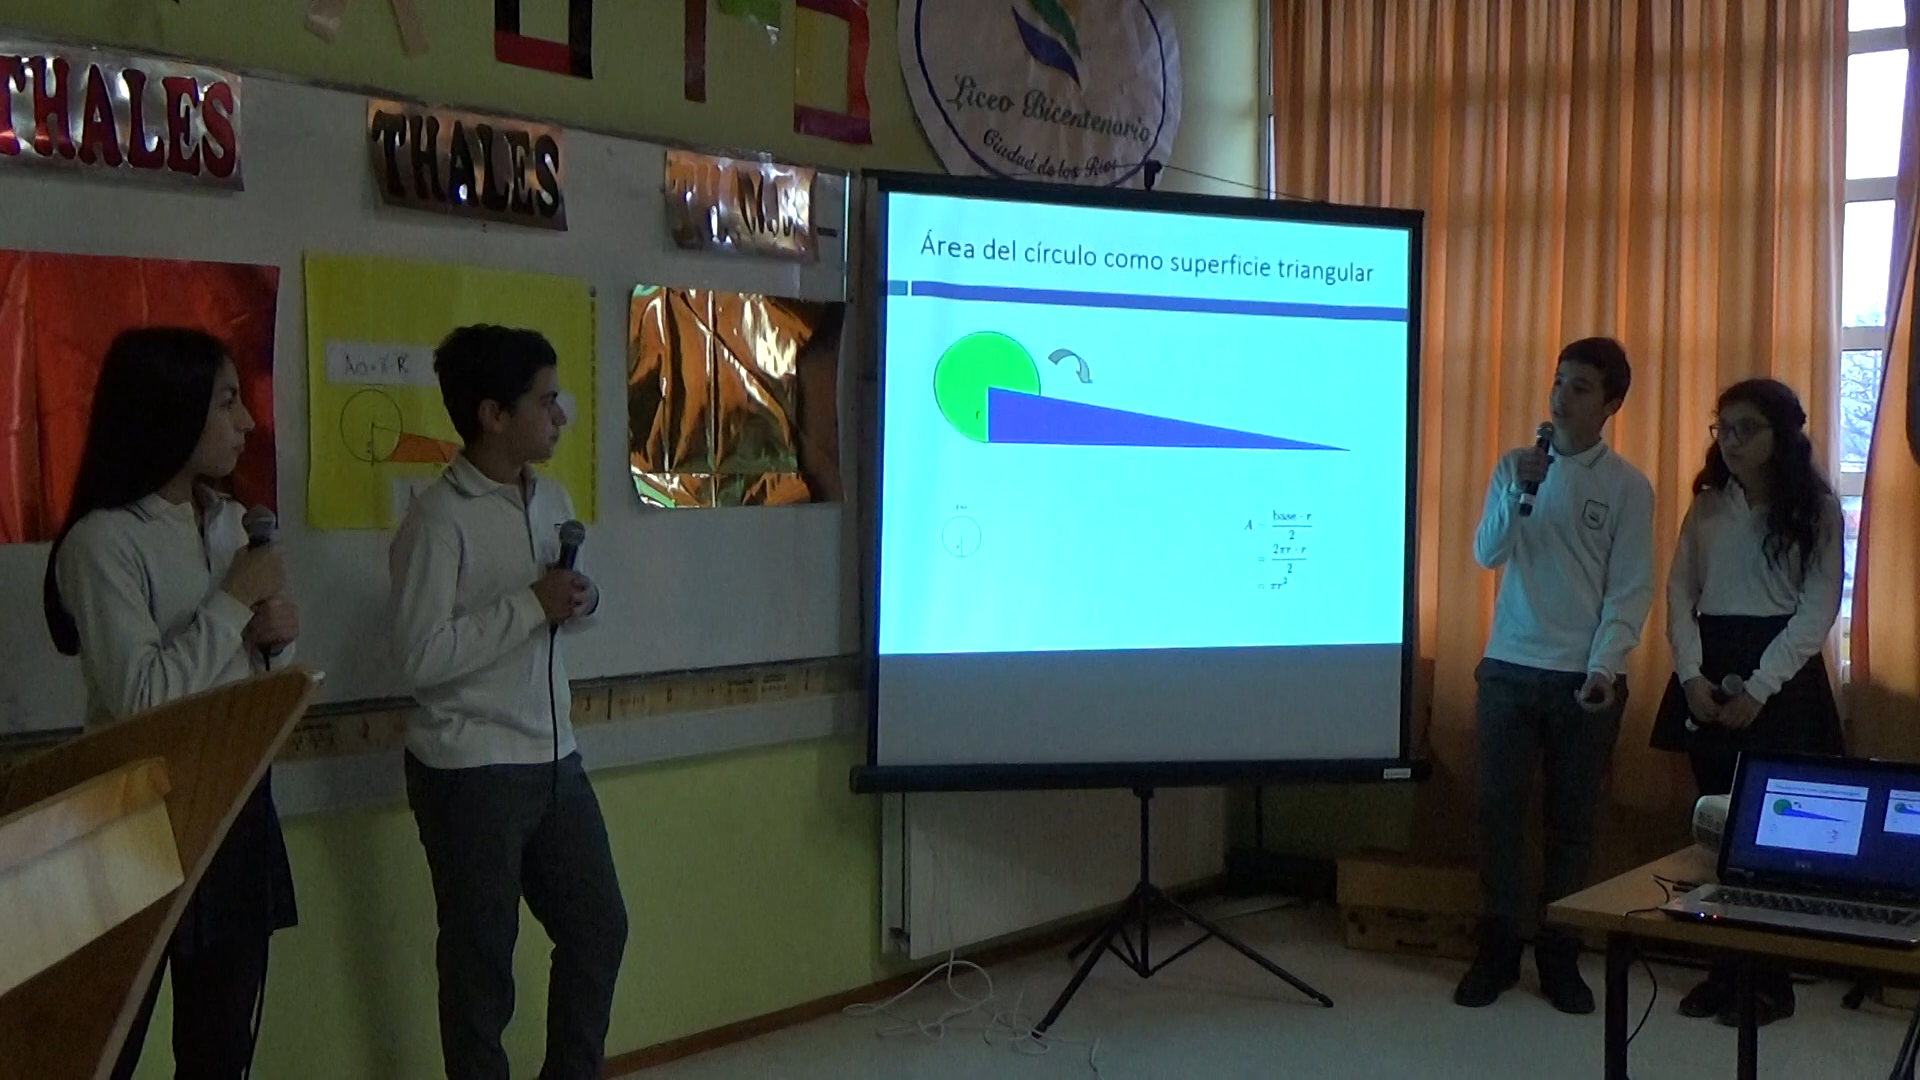 THALES
THALES
Liceo Bicentenario
Ciudad de los Ríos
Área del círculo como superficie triangular
r
A = base · r / 2
= 2πr · r / 2
= πr²